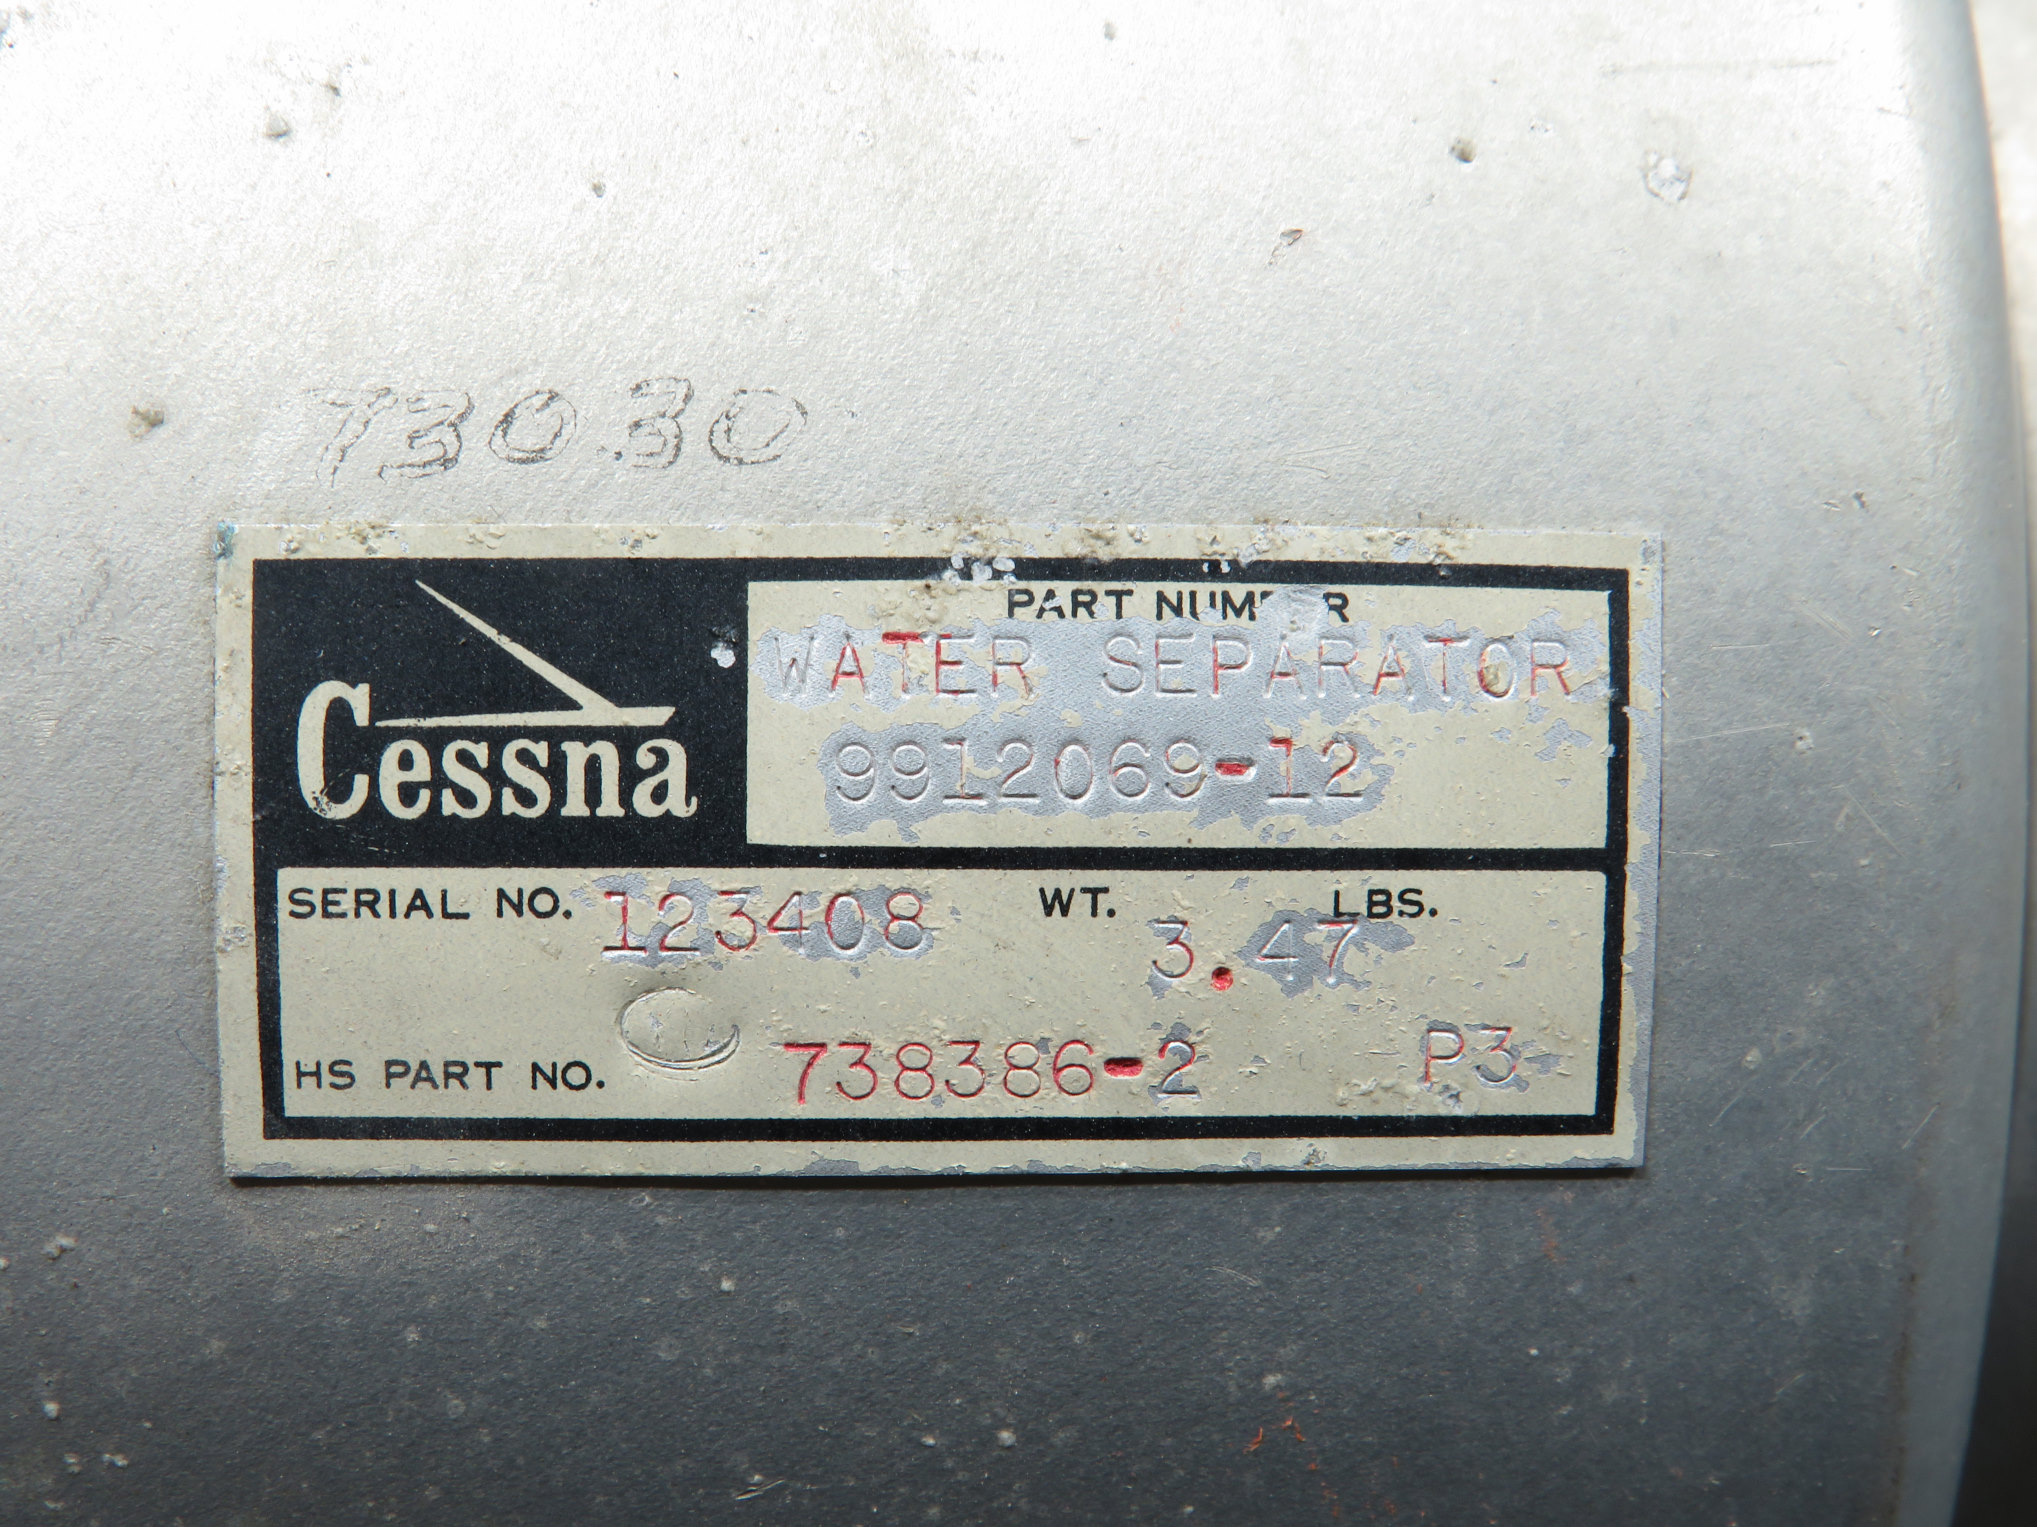 73030
Cessna
PART NUMBER
WATER SEPARATOR
9912069-12
SERIAL NO. 123408 WT. 3.47 LBS.
HS PART NO. 738386-2 P3